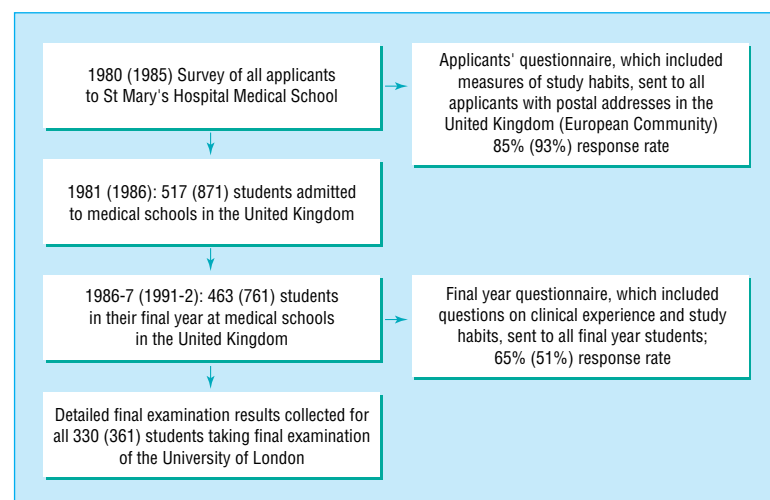 1980 (1985) Survey of all applicants
to St Mary's Hospital Medical School
Applicants' questionnaire, which included
measures of study habits, sent to all
applicants with postal addresses in the
United Kingdom (European Community)
85% (93%) response rate
1981 (1986): 517 (871) students admitted
to medical schools in the United Kingdom
1986-7 (1991-2): 463 (761) students
in their final year at medical schools
in the United Kingdom
Final year questionnaire, which included
questions on clinical experience and study
habits, sent to all final year students;
65% (51%) response rate
Detailed final examination results collected for
all 330 (361) students taking final examination
of the University of London